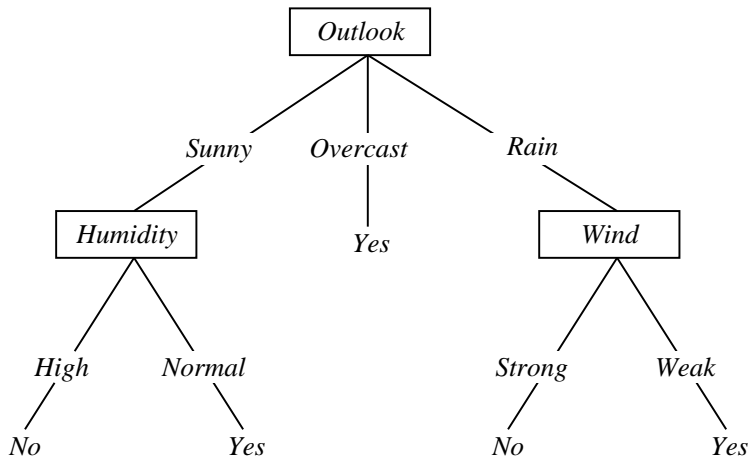 Outlook
Sunny Overcast Rain
Humidity Yes Wind
High Normal Strong Weak
No Yes No Yes